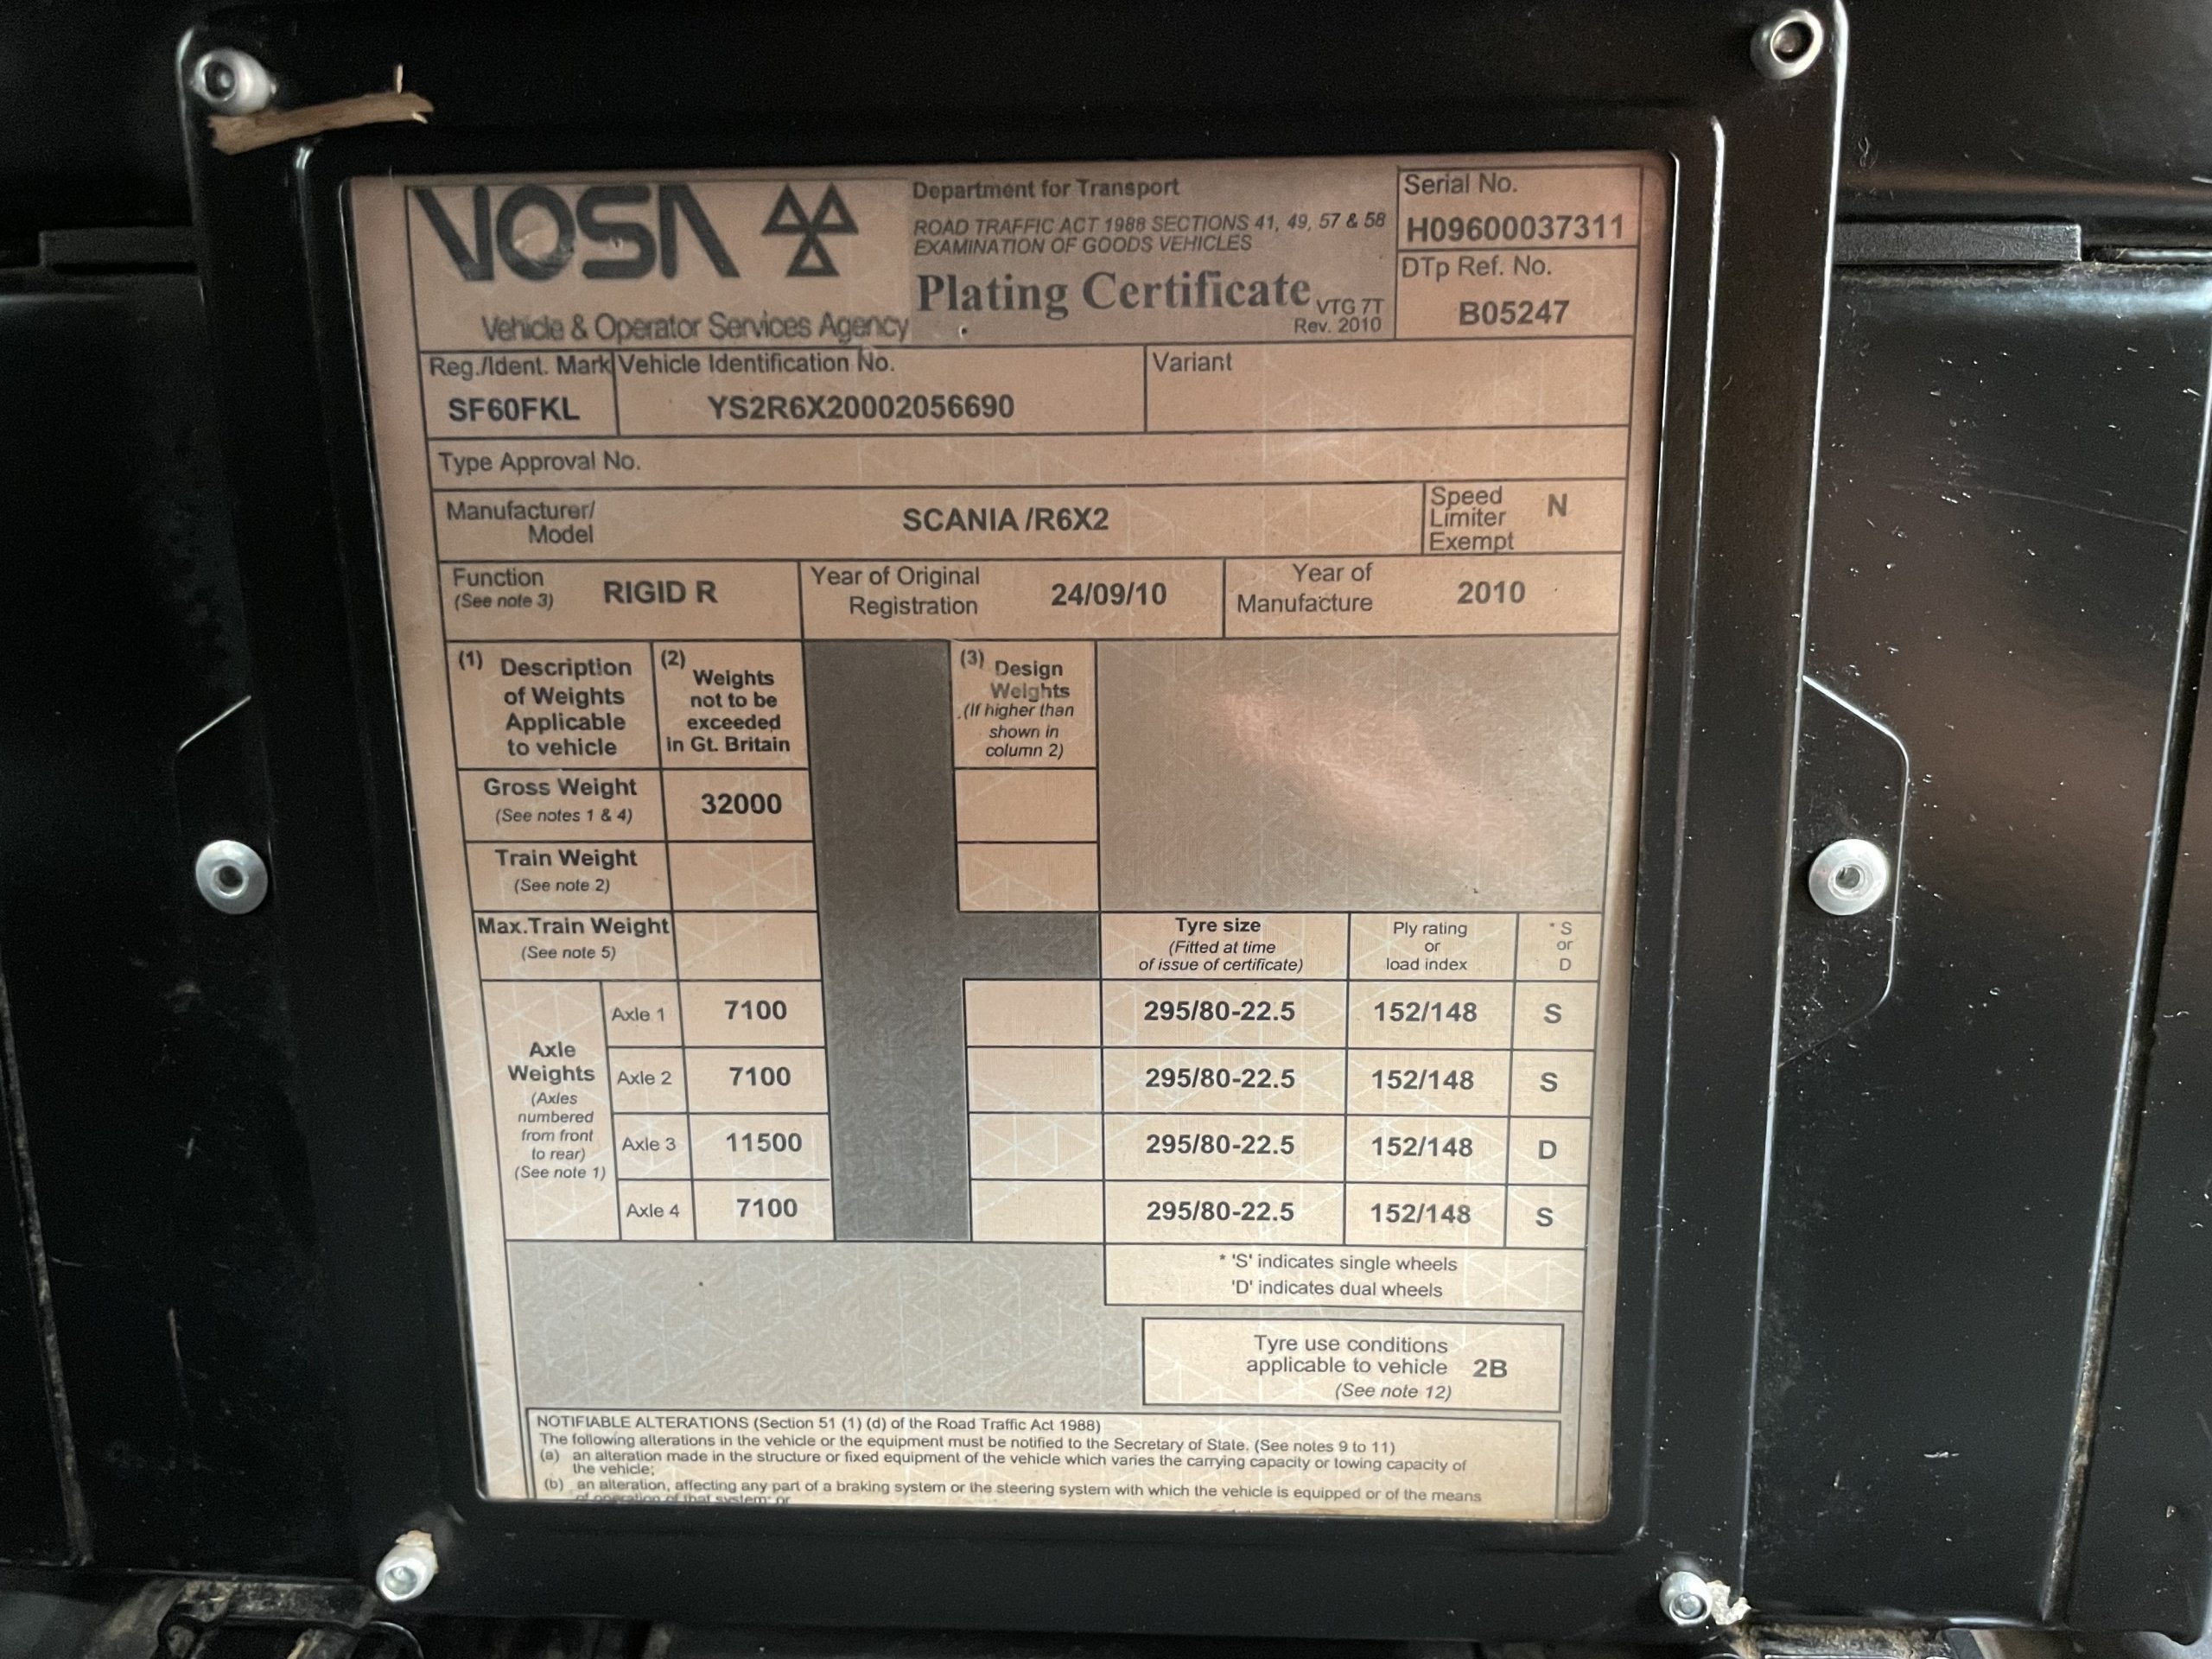 VOSA
Vehicle & Operator Services Agency
Department for Transport
ROAD TRAFFIC ACT 1988 SECTIONS 41, 49, 57 & 58
EXAMINATION OF GOODS VEHICLES
Plating Certificate VTG 7T
Rev. 2010
Serial No.
H09600037311
DTp Ref. No.
B05247
Reg./Ident. Mark
SF60FKL
Vehicle Identification No.
YS2R6X20002056690
Variant
Type Approval No.
Manufacturer/
Model
SCANIA /R6X2
Speed
Limiter
Exempt
N
Function
(See note 3)
RIGID R
Year of Original
Registration
24/09/10
Year of
Manufacture
2010
(1) Description
of Weights
Applicable
to vehicle
(2) Weights
not to be
exceeded
in Gt. Britain
(3) Design
Weights
(If higher than
shown in
column 2)
Gross Weight
(See notes 1 & 4)
32000
Train Weight
(See note 2)
Max.Train Weight
(See note 5)
Tyre size
(Fitted at time
of issue of certificate)
Ply rating
or
load index
* S
or
D
Axle
Weights
(Axles
numbered
from front
to rear)
(See note 1)
Axle 1 7100 295/80-22.5 152/148 S
Axle 2 7100 295/80-22.5 152/148 S
Axle 3 11500 295/80-22.5 152/148 D
Axle 4 7100 295/80-22.5 152/148 S
* 'S' indicates single wheels
'D' indicates dual wheels
Tyre use conditions
applicable to vehicle 2B
(See note 12)
NOTIFIABLE ALTERATIONS (Section 51 (1) (d) of the Road Traffic Act 1988)
The following alterations in the vehicle or the equipment must be notified to the Secretary of State. (See notes 9 to 11)
(a) an alteration made in the structure or fixed equipment of the vehicle which varies the carrying capacity or towing capacity of
the vehicle;
(b) an alteration, affecting any part of a braking system or the steering system with which the vehicle is equipped or of the means
of operation of that system; or